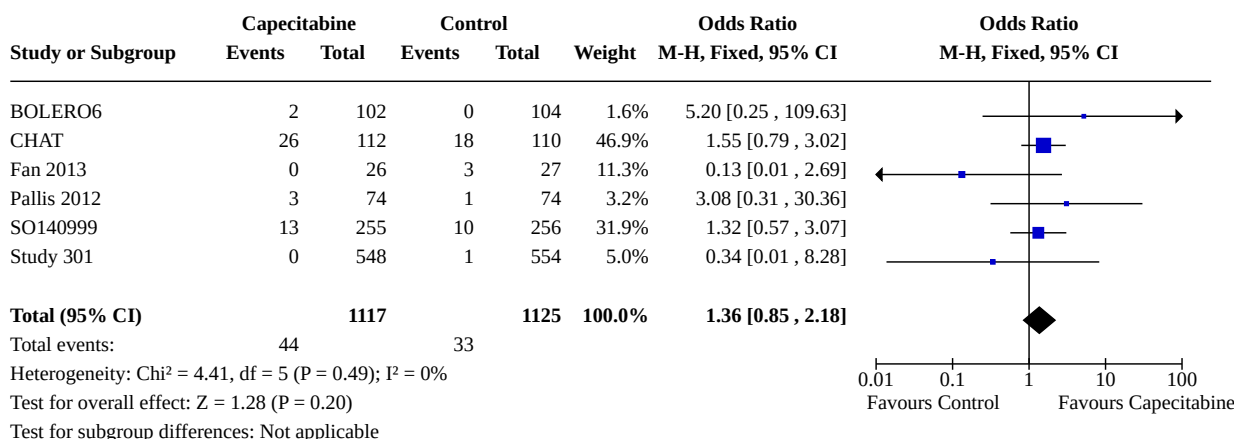 Capecitabine Control Odds Ratio Odds Ratio
Study or Subgroup Events Total Events Total Weight M-H, Fixed, 95% CI M-H, Fixed, 95% CI
BOLERO6 2 102 0 104 1.6% 5.20 [0.25 , 109.63]
CHAT 26 112 18 110 46.9% 1.55 [0.79 , 3.02]
Fan 2013 0 26 3 27 11.3% 0.13 [0.01 , 2.69]
Pallis 2012 3 74 1 74 3.2% 3.08 [0.31 , 30.36]
SO140999 13 255 10 256 31.9% 1.32 [0.57 , 3.07]
Study 301 0 548 1 554 5.0% 0.34 [0.01 , 8.28]
Total (95% CI) 1117 1125 100.0% 1.36 [0.85 , 2.18]
Total events: 44 33
Heterogeneity: Chi² = 4.41, df = 5 (P = 0.49); I² = 0%
0.01 0.1 1 10 100
Test for overall effect: Z = 1.28 (P = 0.20)
Favours Control Favours Capecitabine
Test for subgroup differences: Not applicable